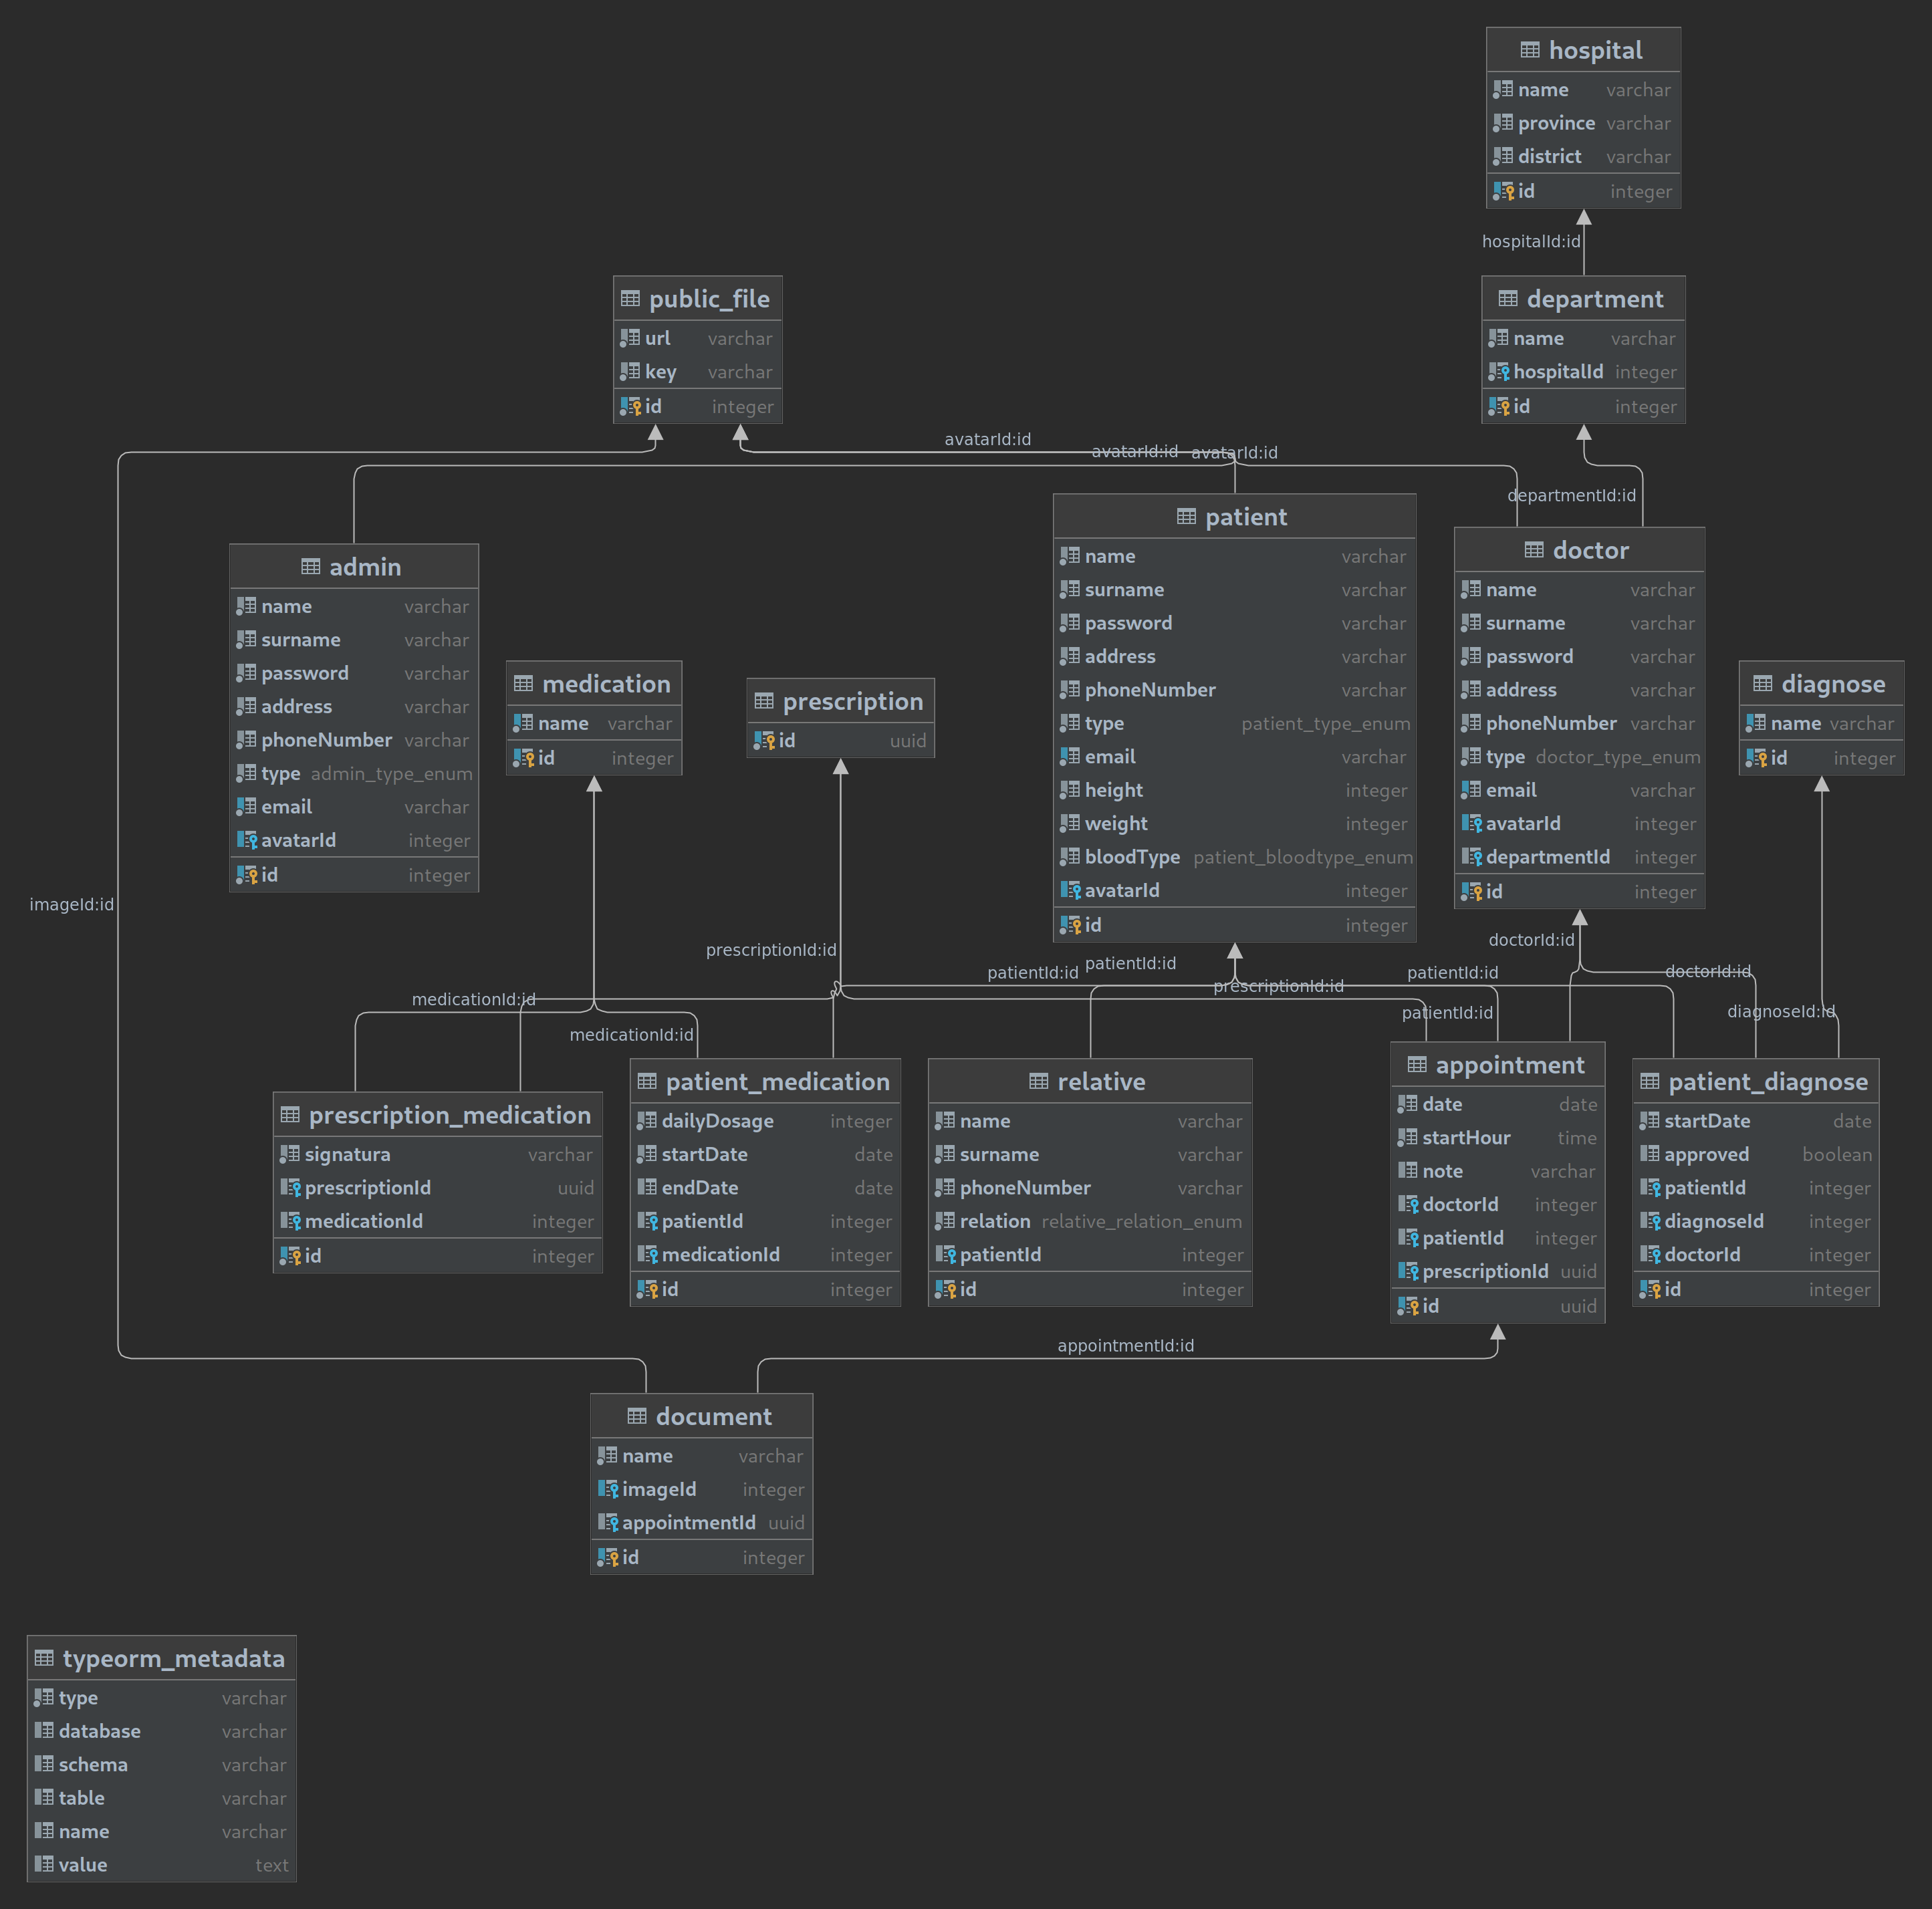 hospital
name varchar
province varchar
district varchar
id integer
hospitalId:id
public_file
url varchar
key varchar
id integer
department
name varchar
hospitalId integer
id integer
avatarId:id
avatarId:id
avatarId:id
departmentId:id
admin
name varchar
surname varchar
password varchar
address varchar
phoneNumber varchar
type admin_type_enum
email varchar
avatarId integer
id integer
medication
name varchar
id integer
prescription
id uuid
patient
name varchar
surname varchar
password varchar
address varchar
phoneNumber varchar
type patient_type_enum
email varchar
height integer
weight integer
bloodType patient_bloodtype_enum
avatarId integer
id integer
doctor
name varchar
surname varchar
password varchar
address varchar
phoneNumber varchar
type doctor_type_enum
email varchar
avatarId integer
departmentId integer
id integer
diagnose
name varchar
id integer
imageId:id
prescriptionId:id
doctorId:id
patientId:id
patientId:id
patientId:id
doctorId:id
prescriptionId:id
medicationId:id
patientId:id
diagnoseId:id
medicationId:id
prescription_medication
signatura varchar
prescriptionId uuid
medicationId integer
id integer
patient_medication
dailyDosage integer
startDate date
endDate date
patientId integer
medicationId integer
id integer
relative
name varchar
surname varchar
phoneNumber varchar
relation relative_relation_enum
patientId integer
id integer
appointment
date date
startHour time
note varchar
doctorId integer
patientId integer
prescriptionId uuid
id uuid
patient_diagnose
startDate date
approved boolean
patientId integer
diagnoseId integer
doctorId integer
id integer
appointmentId:id
document
name varchar
imageId integer
appointmentId uuid
id integer
typeorm_metadata
type varchar
database varchar
schema varchar
table varchar
name varchar
value text